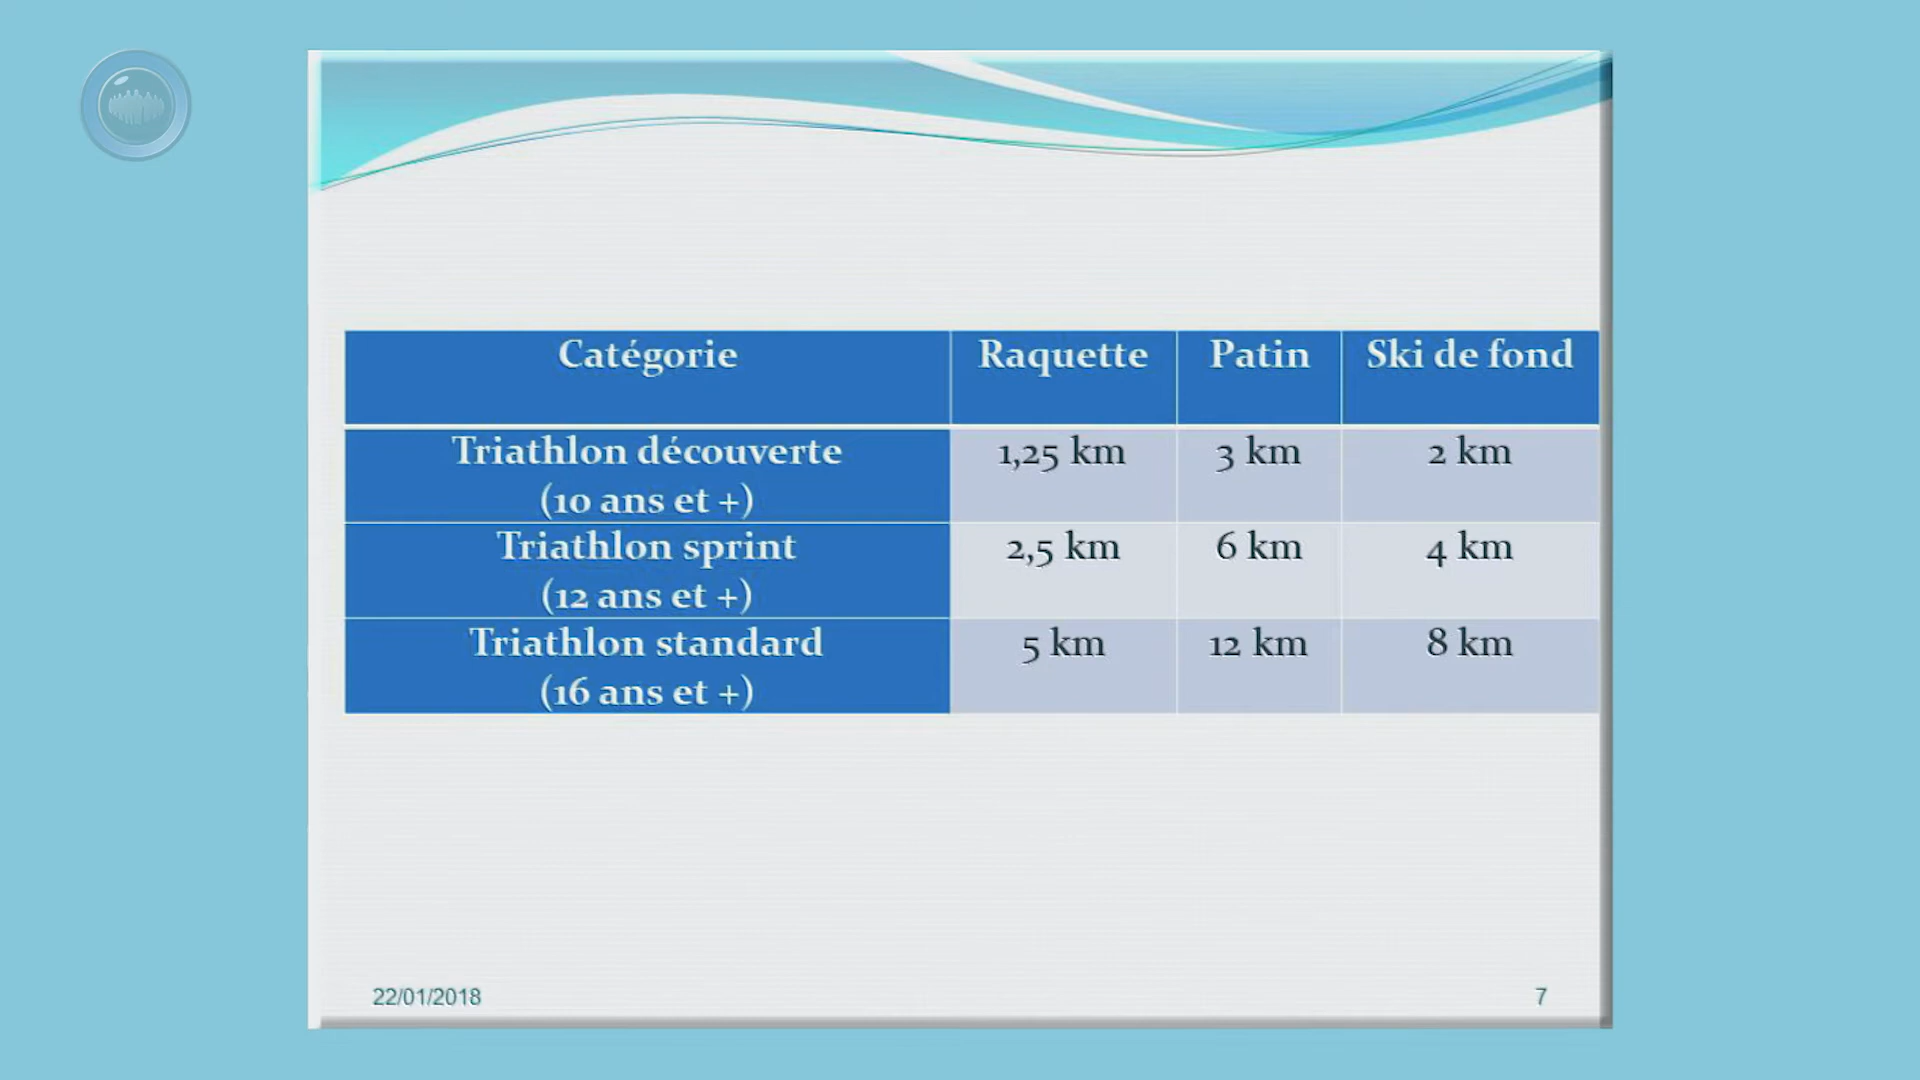 Catégorie Raquette Patin Ski de fond
Triathlon découverte 1,25 km 3 km 2 km
(10 ans et +)
Triathlon sprint 2,5 km 6 km 4 km
(12 ans et +)
Triathlon standard 5 km 12 km 8 km
(16 ans et +)
22/01/2018 7